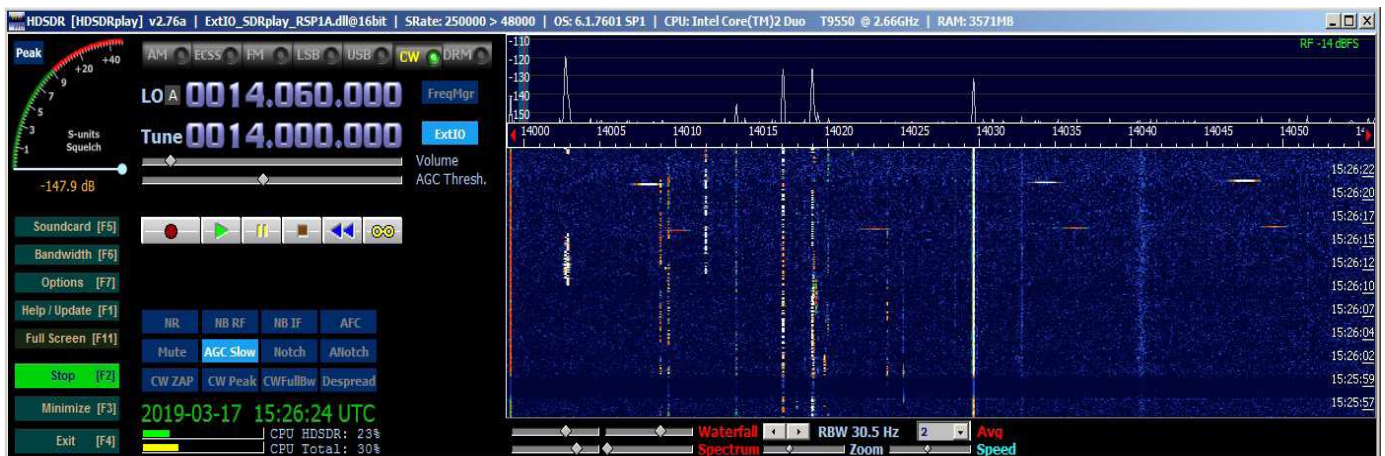 HDSDR [HDSDRplay] v2.76a | ExtIO_SDRplay_RSP1A.dll@16bit | SRate: 250000 > 48000 | OS: 6.1.7601 SP1 | CPU: Intel Core(TM)2 Duo T9550 @ 2.66GHz | RAM: 3571MB
Peak
+40
+20
9
7
5
3
1
S-units
Squelch
-147.9 dB
AM ECSS FM LSB USB CW DRM
LO A 0014.060.000 FreqMgr
Tune 0014.000.000 ExtIO
Volume
AGC Thresh.
Soundcard [F5]
Bandwidth [F6]
Options [F7]
Help / Update [F1]
Full Screen [F11]
Stop [F2]
Minimize [F3]
Exit [F4]
NR NB RF NB IF AFC
Mute AGC Slow Notch ANotch
CW ZAP CW Peak CWFullBw Despread
2019-03-17 15:26:24 UTC
CPU HDSDR: 23%
CPU Total: 30%
RF -14 dBFS
-110
-120
-130
-140
-150
14000 14005 14010 14015 14020 14025 14030 14035 14040 14045 14050
15:26:22
15:26:20
15:26:17
15:26:15
15:26:12
15:26:10
15:26:07
15:26:04
15:26:02
15:25:59
15:25:57
Waterfall RBW 30.5 Hz 2 Avg
Spectrum Zoom Speed